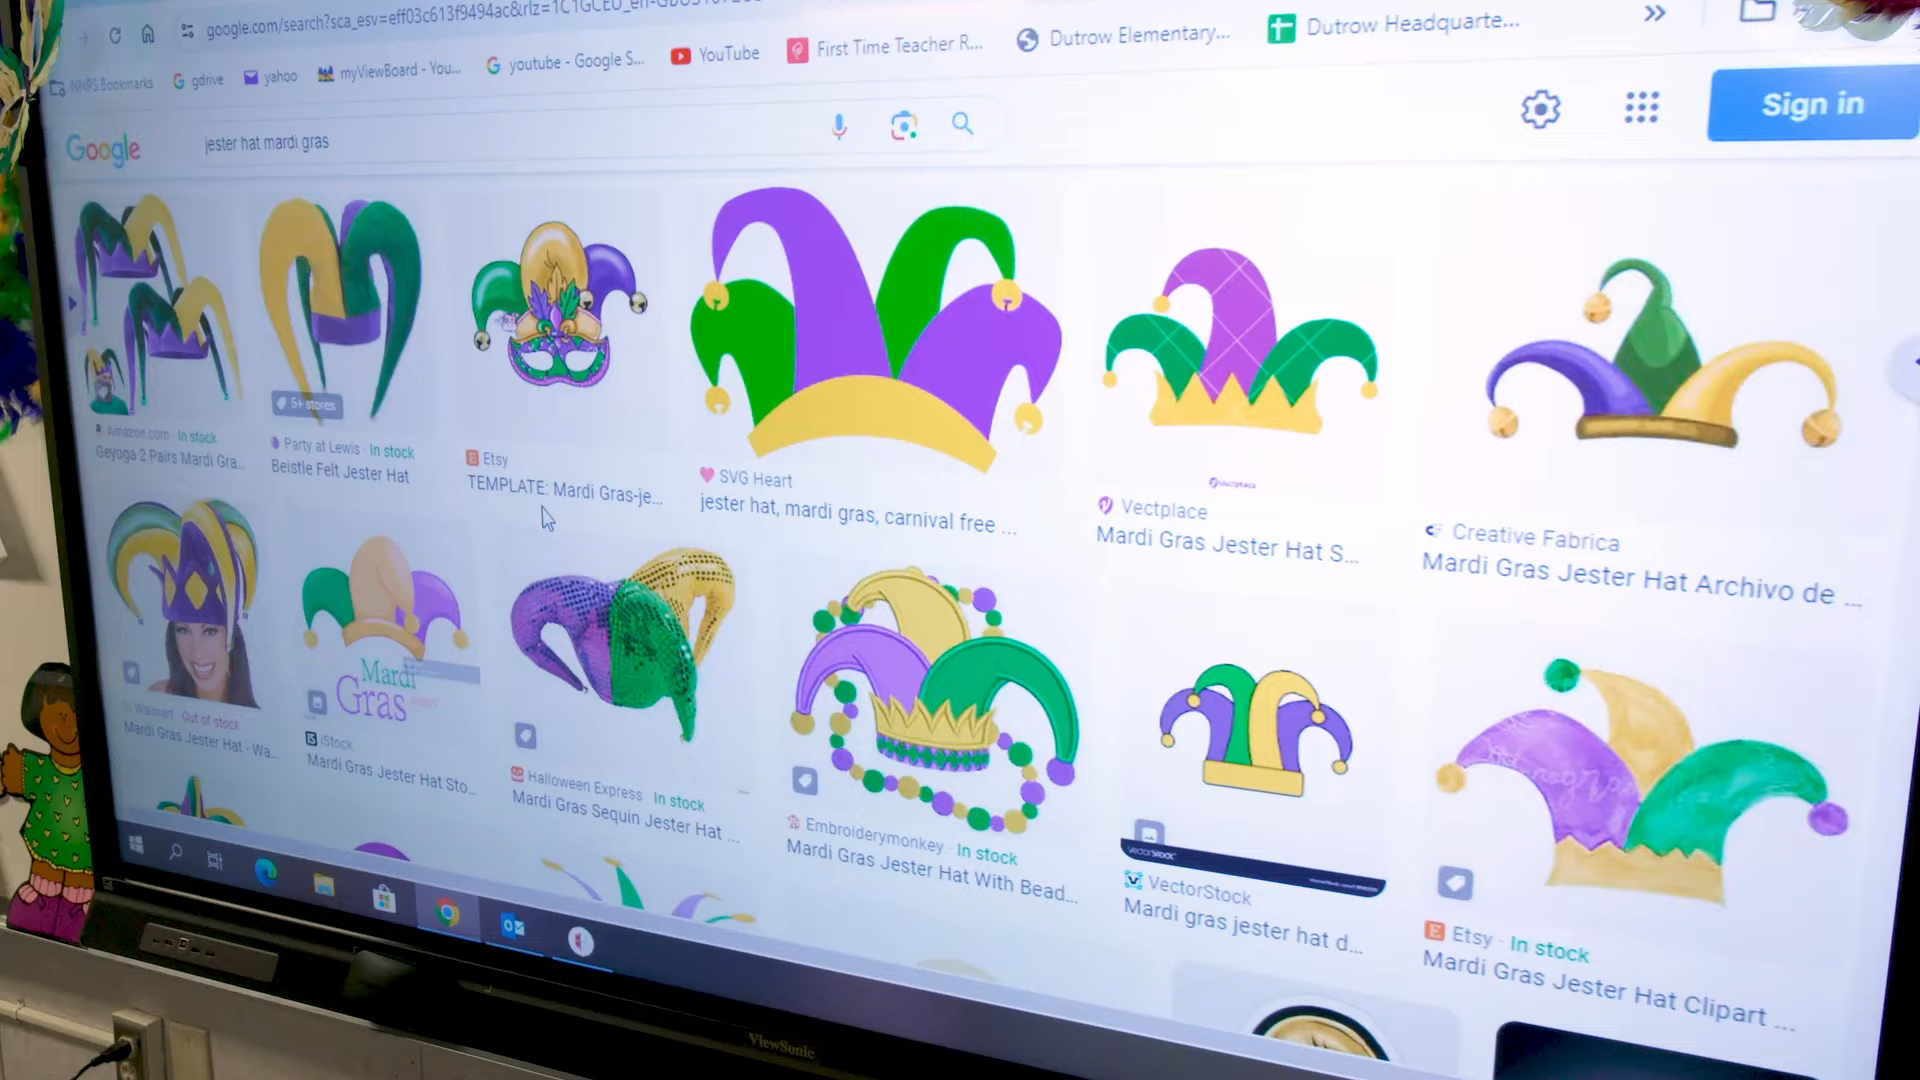 google.com/search?sca_esv=eff03c613f9494ac&rlz=1C1GCEU_en-
NNPS Bookmarks
gdrive
yahoo
myViewBoard - You...
youtube - Google S...
YouTube
First Time Teacher R...
Dutrow Elementary...
Dutrow Headquarte...
»
Google
jester hat mardi gras
Sign in
5+ stores
Amazon.com · In stock
Geyoga 2 Pairs Mardi Gra...
Party at Lewis · In stock
Beistle Felt Jester Hat
Etsy
TEMPLATE: Mardi Gras-je...
SVG Heart
jester hat, mardi gras, carnival free ...
Vectplace
Mardi Gras Jester Hat S...
Creative Fabrica
Mardi Gras Jester Hat Archivo de ...
Walmart · Out of stock
Mardi Gras Jester Hat - Wa...
Mardi
Gras
iStock
Mardi Gras Jester Hat Sto...
Halloween Express In stock
Mardi Gras Sequin Jester Hat ...
Embroiderymonkey · In stock
Mardi Gras Jester Hat With Bead...
VectorStock
VectorStock
Mardi gras jester hat d...
Etsy · In stock
Mardi Gras Jester Hat Clipart ...
ViewSonic